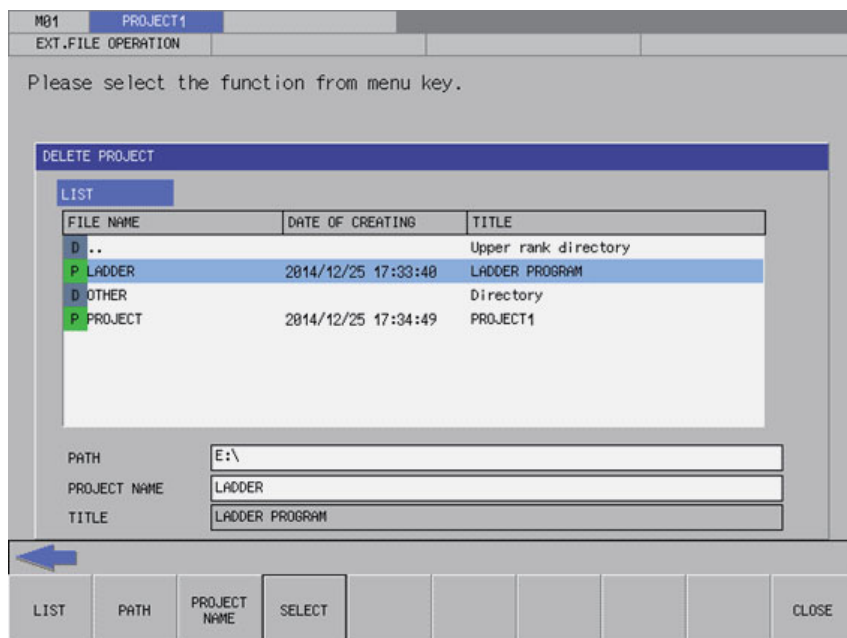 M01 PROJECT1
EXT.FILE OPERATION
Please select the function from menu key.
DELETE PROJECT
LIST
FILE NAME DATE OF CREATING TITLE
D .. Upper rank directory
P LADDER 2014/12/25 17:33:40 LADDER PROGRAM
D OTHER Directory
P PROJECT 2014/12/25 17:34:49 PROJECT1
PATH E:\
PROJECT NAME LADDER
TITLE LADDER PROGRAM
LIST PATH PROJECT NAME SELECT CLOSE